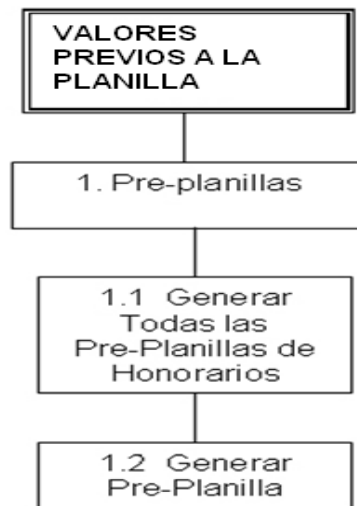 VALORES
PREVIOS A LA
PLANILLA
1. Pre-planillas
1.1 Generar
Todas las
Pre-Planillas de
Honorarios
1.2 Generar
Pre-Planilla